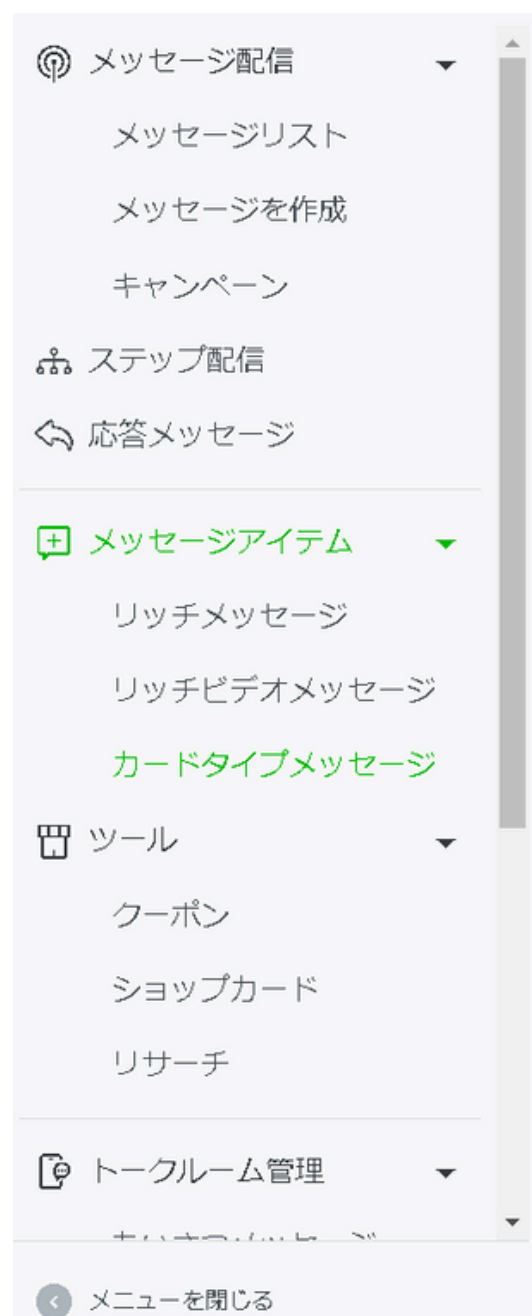 メッセージ配信
メッセージリスト
メッセージを作成
キャンペーン
ステップ配信
応答メッセージ
メッセージアイテム
リッチメッセージ
リッチビデオメッセージ
カードタイプメッセージ
ツール
クーポン
ショップカード
リサーチ
トークルーム管理
メニューを閉じる